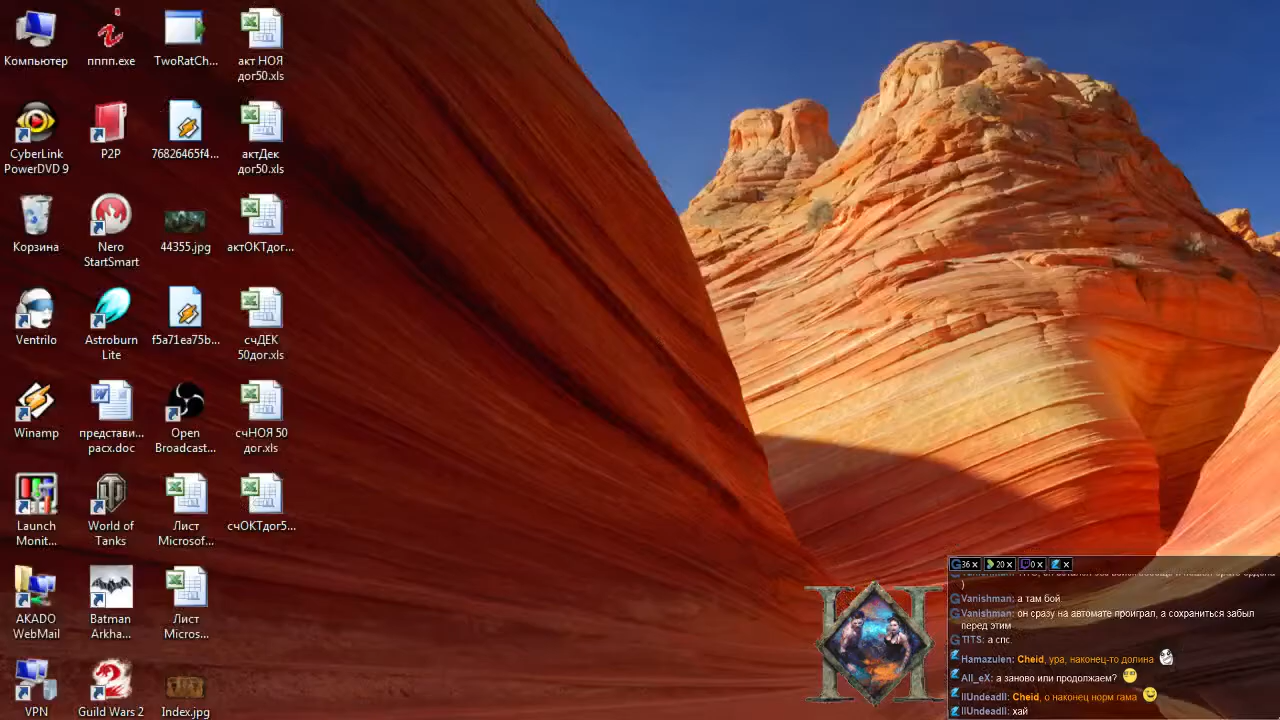 Компьютер
пппп.exe
TwoRatCh...
акт НОЯ
дог50.xls
CyberLink
PowerDVD 9
P2P
76826465f4...
актДек
дог50.xls
Корзина
Nero
StartSmart
44355.jpg
актОКТдог...
Ventrilo
Astroburn
Lite
f5a71ea75b...
счДЕК
50дог.xls
Winamp
представи...
расх.doc
Open
Broadcast...
счНОЯ 50
дог.xls
Launch
Monit...
World of
Tanks
Лист
Microsof...
счОКТдог5...
AKADO
WebMail
Batman
Arkha...
Лист
Micros...
VPN
Guild Wars 2
Index.jpg
36 x 20 x 0 x x
)
Vanishman: а там бой.
Vanishman: он сразу на автомате проиграл, а сохраниться забыл
перед этим
TITS: а спс.
Hamazulen: Cheid, ура, наконец-то долина
All_eX: а заново или продолжаем?
IIUndeadII: Cheid, о наконец норм гама
IIUndeadII: хай